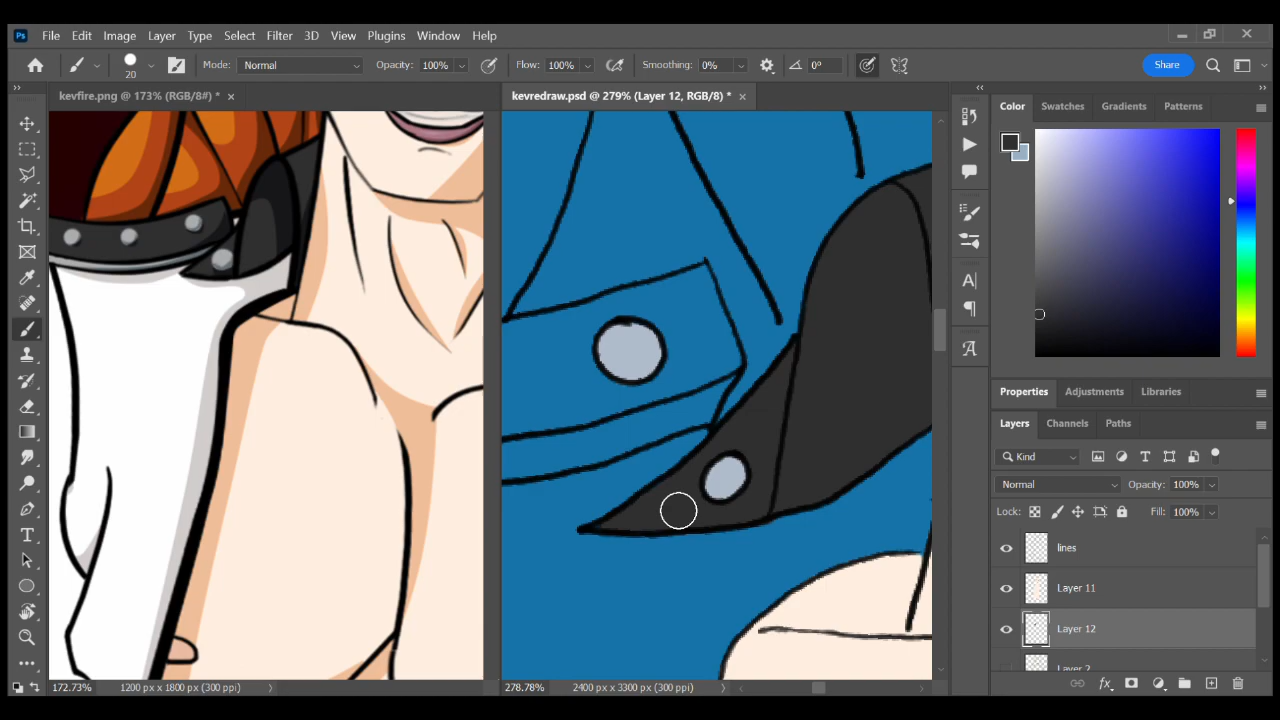 Ps File Edit Image Layer Type Select Filter 3D View Plugins Window Help
20 Mode: Normal Opacity: 100% Flow: 100% Smoothing: 0% 0° Share
kevfire.png @ 173% (RGB/8#) * × kevredraw.psd @ 279% (Layer 12, RGB/8) * ×
Color Swatches Gradients Patterns
Properties Adjustments Libraries
Layers Channels Paths
Kind
Normal Opacity: 100%
Lock: Fill: 100%
lines
Layer 11
Layer 12
Layer 2
172.73% 1200 px x 1800 px (300 ppi) 278.78% 2400 px x 3300 px (300 ppi)